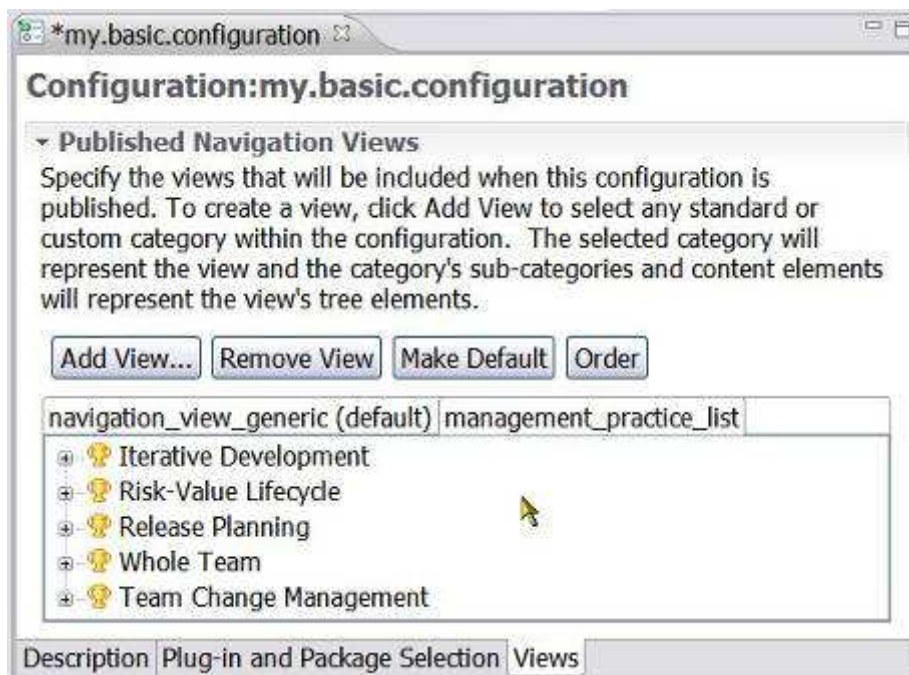 *my.basic.configuration
Configuration:my.basic.configuration
Published Navigation Views
Specify the views that will be included when this configuration is
published. To create a view, click Add View to select any standard or
custom category within the configuration. The selected category will
represent the view and the category's sub-categories and content elements
will represent the view's tree elements.
Add View... Remove View Make Default Order
navigation_view_generic (default) management_practice_list
Iterative Development
Risk-Value Lifecycle
Release Planning
Whole Team
Team Change Management
Description Plug-in and Package Selection Views